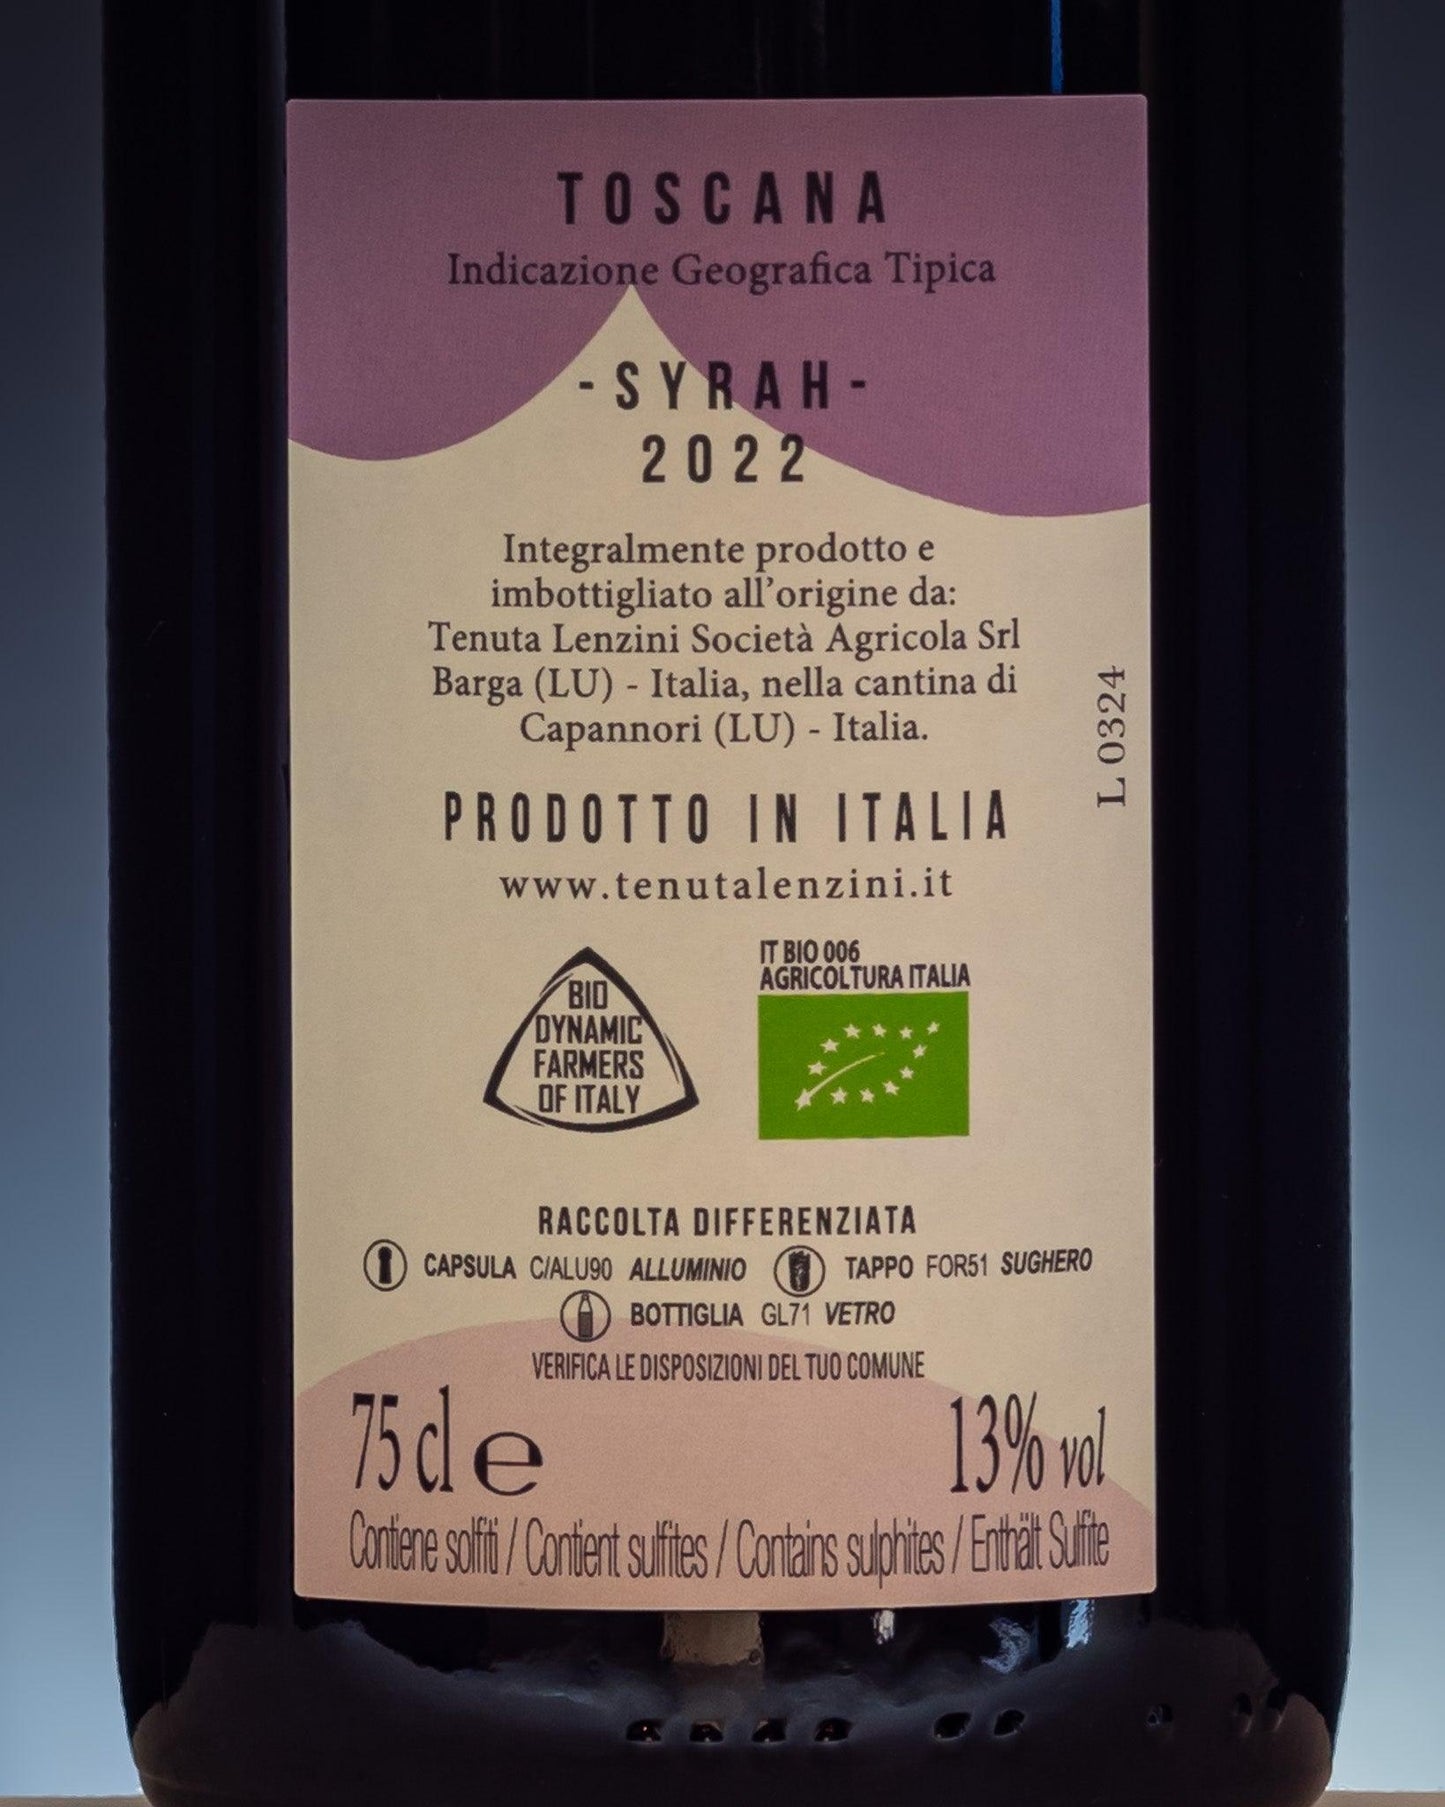 TOSCANA
Indicazione Geografica Tipica
-SYRAH-
2022
Integralmente prodotto e
imbottigliato all'origine da:
Tenuta Lenzini Società Agricola Srl
Barga (LU) - Italia, nella cantina di
Capannori (LU) - Italia.
L 0324
PRODOTTO IN ITALIA
www.tenutalenzini.it
BIO
DYNAMIC
FARMERS
OF ITALY
IT BIO 006
AGRICOLTURA ITALIA
RACCOLTA DIFFERENZIATA
CAPSULA C/ALU90 ALLUMINIO TAPPO FOR51 SUGHERO
BOTTIGLIA GL71 VETRO
VERIFICA LE DISPOSIZIONI DEL TUO COMUNE
75 cl e 13% vol
Contiene solfiti / Contient sulfites / Contains sulphites / Enthält Sulfite